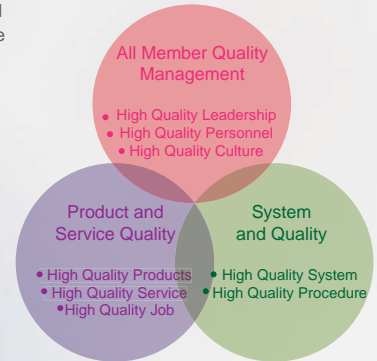 All Member Quality
Management
• High Quality Leadership
• High Quality Personnel
• High Quality Culture
Product and
Service Quality
• High Quality Products
• High Quality Service
• High Quality Job
System
and Quality
• High Quality System
• High Quality Procedure